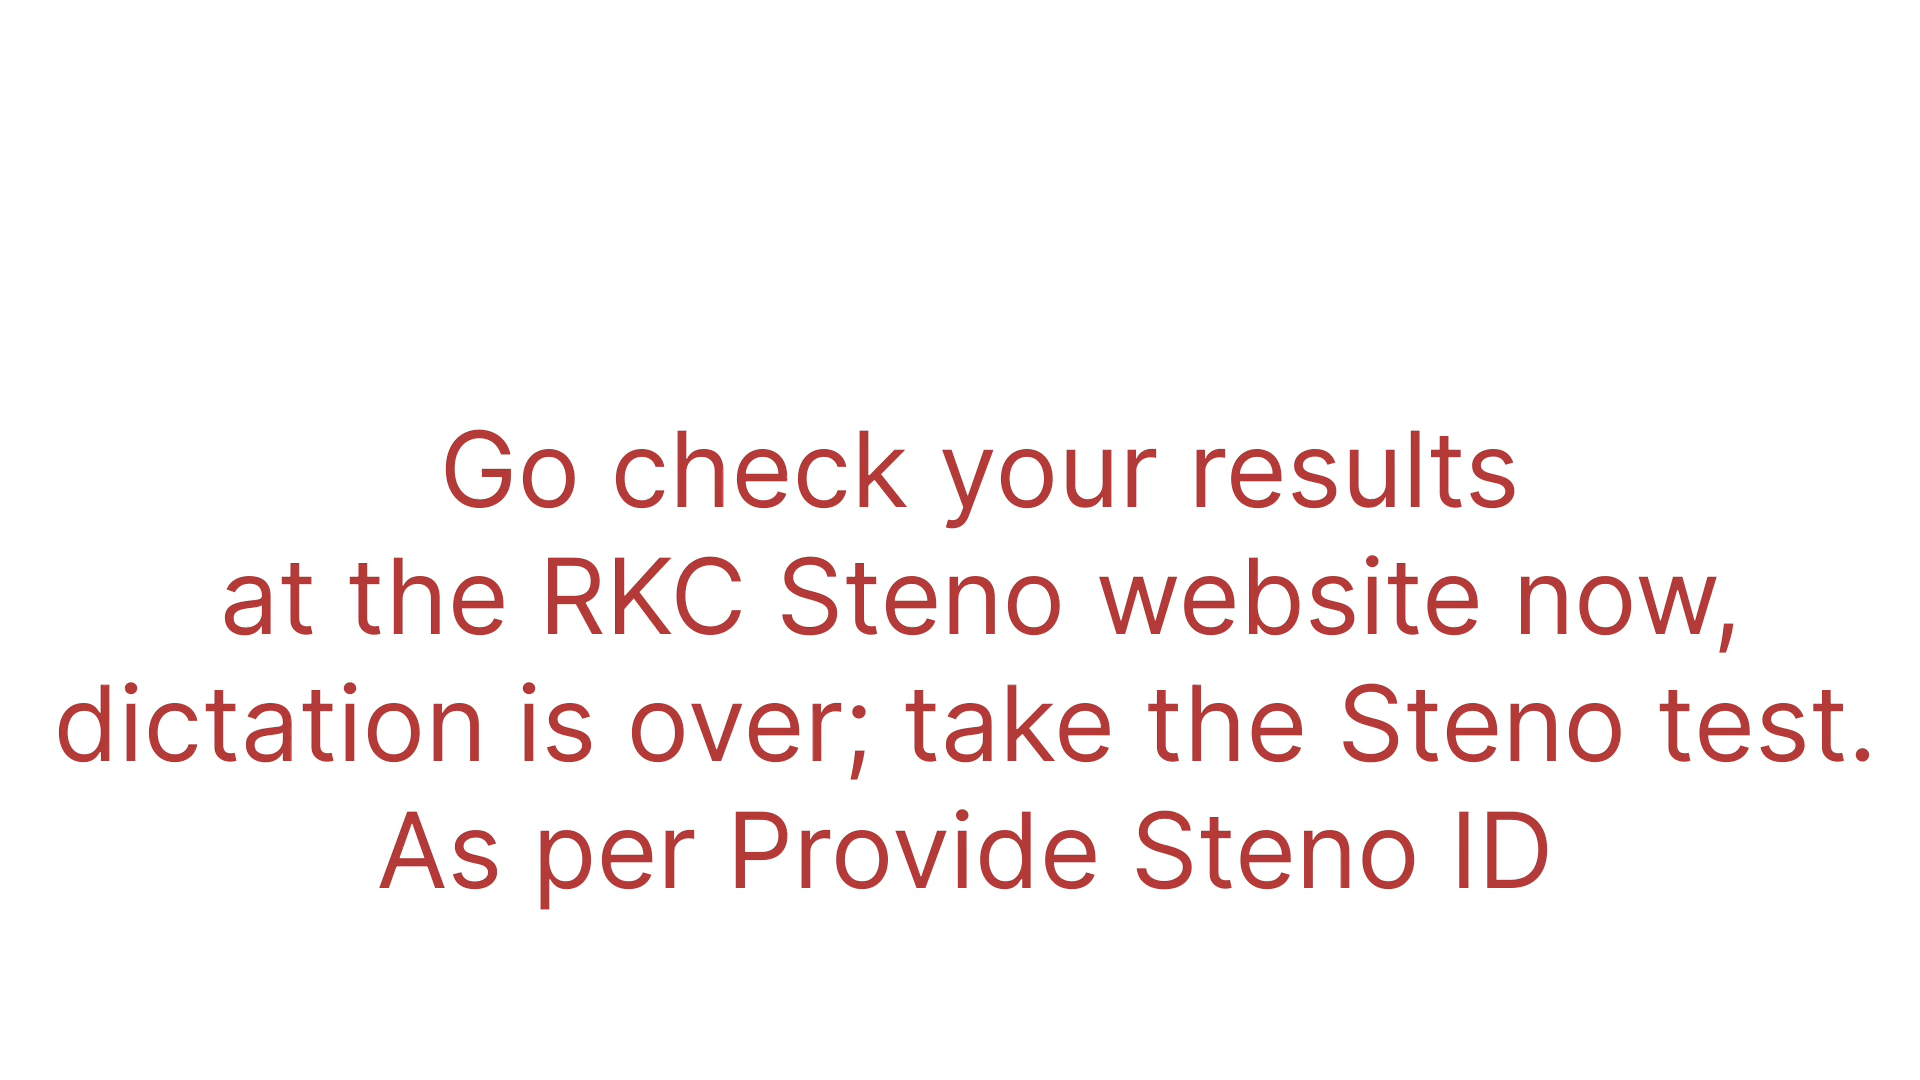 Go check your results
at the RKC Steno website now,
dictation is over; take the Steno test.
As per Provide Steno ID